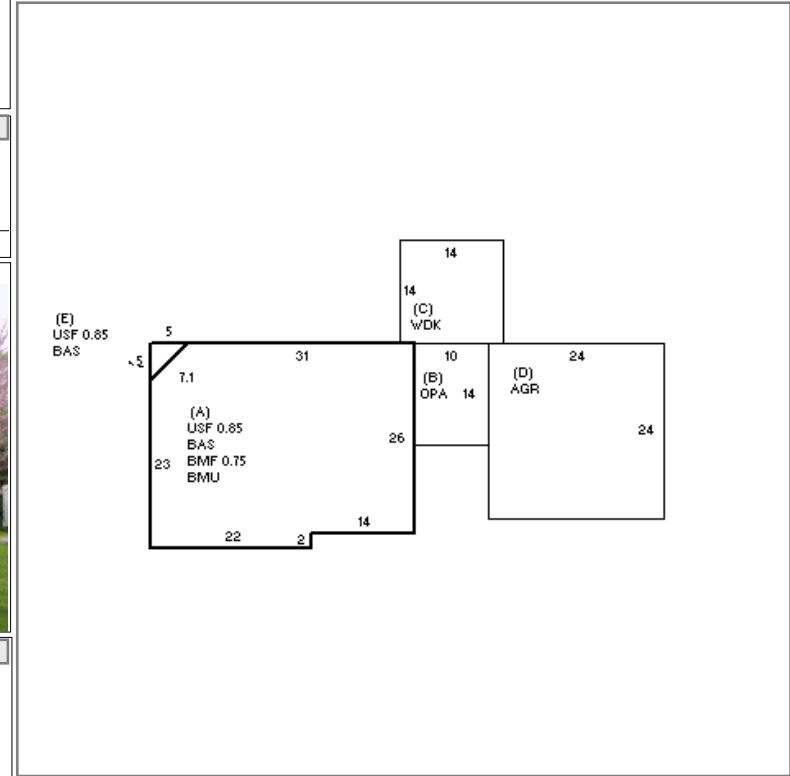 14
14
(C)
WDK
(E)
USF 0.85
BAS
5
5
7.1
31
10
(B)
OPA 14
24
(D)
AGR
24
(A)
USF 0.85
BAS
BMF 0.75
BMU
26
23
22
2
14